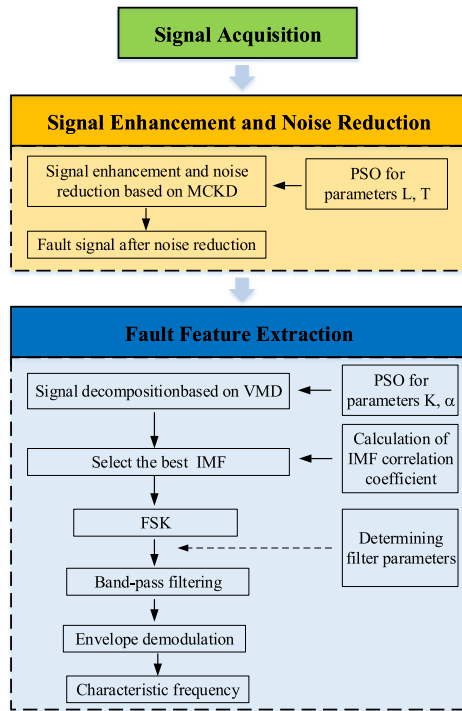 Signal Acquisition
Signal Enhancement and Noise Reduction
Signal enhancement and noise
reduction based on MCKD
PSO for
parameters L, T
Fault signal after noise reduction
Fault Feature Extraction
Signal decompositionbased on VMD
PSO for
parameters K, α
Select the best IMF
Calculation of
IMF correlation
coefficient
FSK
Determining
filter parameters
Band-pass filtering
Envelope demodulation
Characteristic frequency